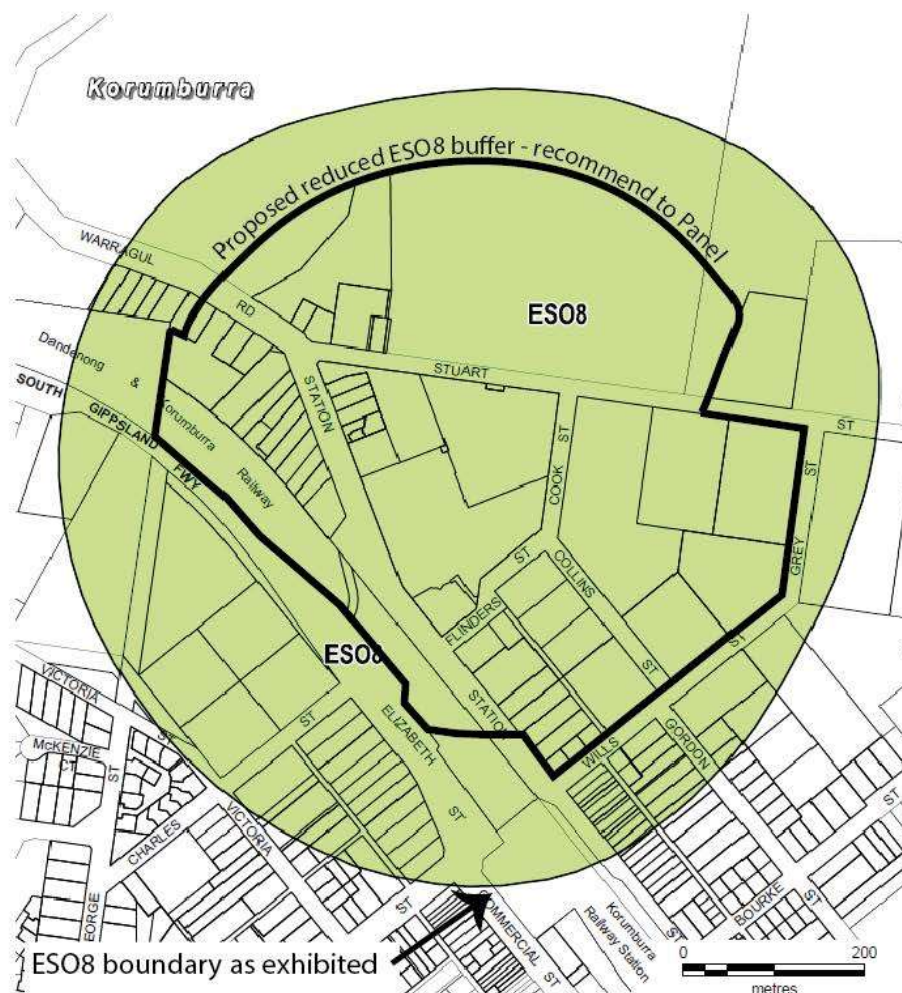 Korumburra
Proposed reduced ESO8 buffer - recommend to Panel
WARRAGUL
RD
ESO8
STUART
ST
STATION
Dandenong
&
Korumburra
Railway
SOUTH
GIPPSLAND
FWY
COOK
ST
ST
GREY
COLLINS
ST
FLINDERS
ST
ST
ESO8
STATION
ELIZABETH
ST
ST
WILLS
GORDON
ST
VICTORIA
ST
McKENZIE
CT
ST
CHARLES
VICTORIA
ST
BOURKE
ST
ST
EORGE
COMMERCIAL
ST
Korumburra
Railway Station
ESO8 boundary as exhibited
0 200
metres